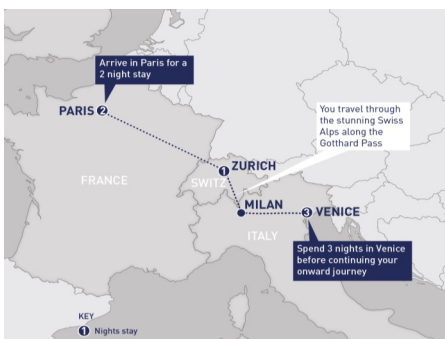 Arrive in Paris for a
2 night stay
PARIS 2
You travel through
the stunning Swiss
Alps along the
Gotthard Pass
1 ZURICH
FRANCE
SWITZ
MILAN
3 VENICE
ITALY
Spend 3 nights in Venice
before continuing your
onward journey
KEY
1 Nights stay